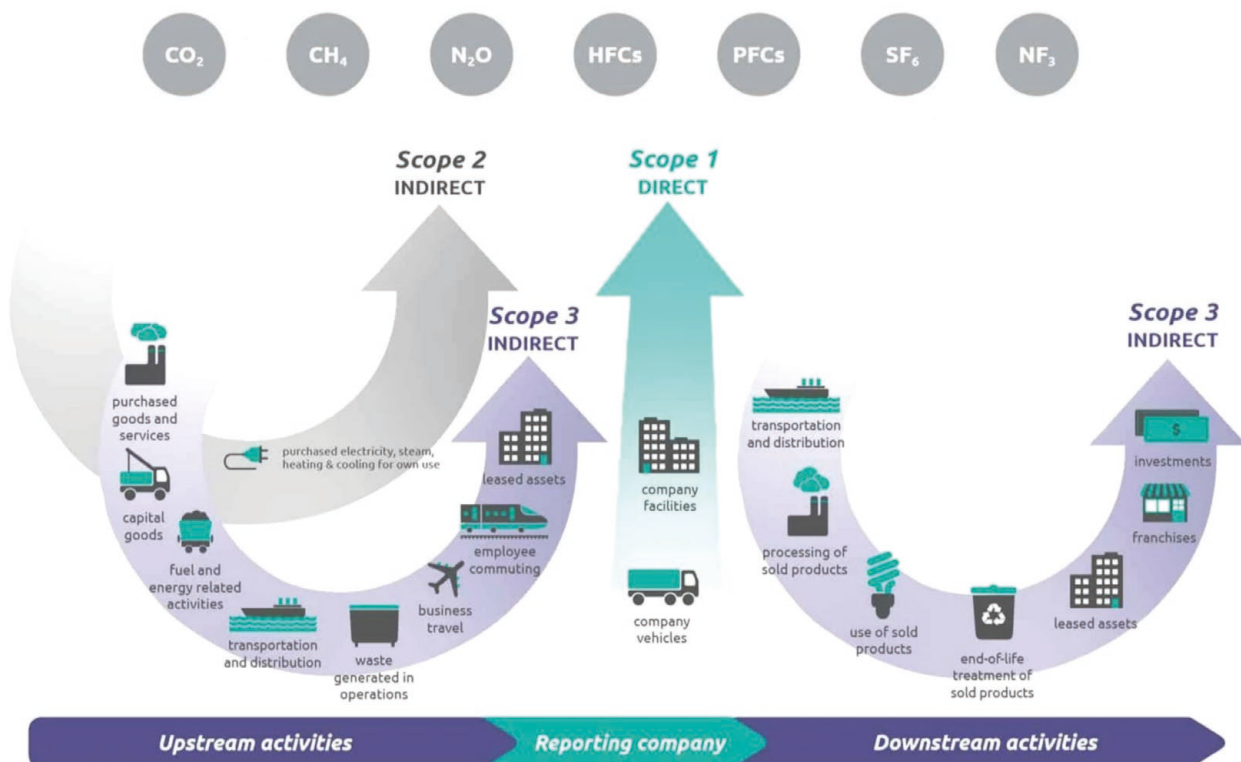 CO₂
CH₄
N₂O
HFCs
PFCs
SF₆
NF₃
Scope 2
INDIRECT
Scope 1
DIRECT
Scope 3
INDIRECT
Scope 3
INDIRECT
purchased
goods and
services
capital
goods
fuel and
energy related
activities
transportation
and distribution
waste
generated in
operations
business
travel
employee
commuting
leased assets
purchased electricity, steam,
heating & cooling for own use
company
facilities
company
vehicles
transportation
and distribution
processing of
sold products
use of sold
products
end-of-life
treatment of
sold products
leased assets
franchises
$
investments
Upstream activities
Reporting company
Downstream activities